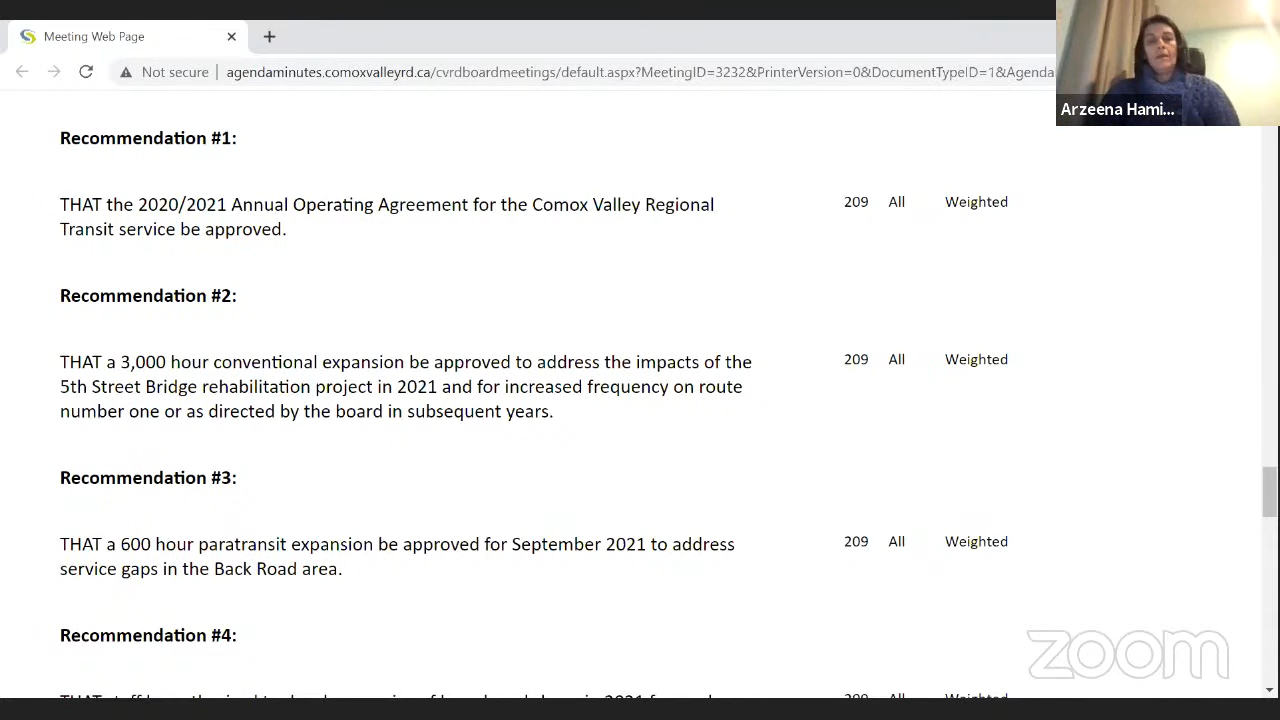 Meeting Web Page
Not secure
agendaminutes.comoxvalleyrd.ca/cvrdboardmeetings/default.aspx?MeetingID=3232&PrinterVersion=0&DocumentTypeID=1&Agenda
Arzeena Hami...
Recommendation #1:
THAT the 2020/2021 Annual Operating Agreement for the Comox Valley Regional 209 All Weighted
Transit service be approved.
Recommendation #2:
THAT a 3,000 hour conventional expansion be approved to address the impacts of the 209 All Weighted
5th Street Bridge rehabilitation project in 2021 and for increased frequency on route
number one or as directed by the board in subsequent years.
Recommendation #3:
THAT a 600 hour paratransit expansion be approved for September 2021 to address 209 All Weighted
service gaps in the Back Road area.
Recommendation #4:
209 All Weighted
zoom